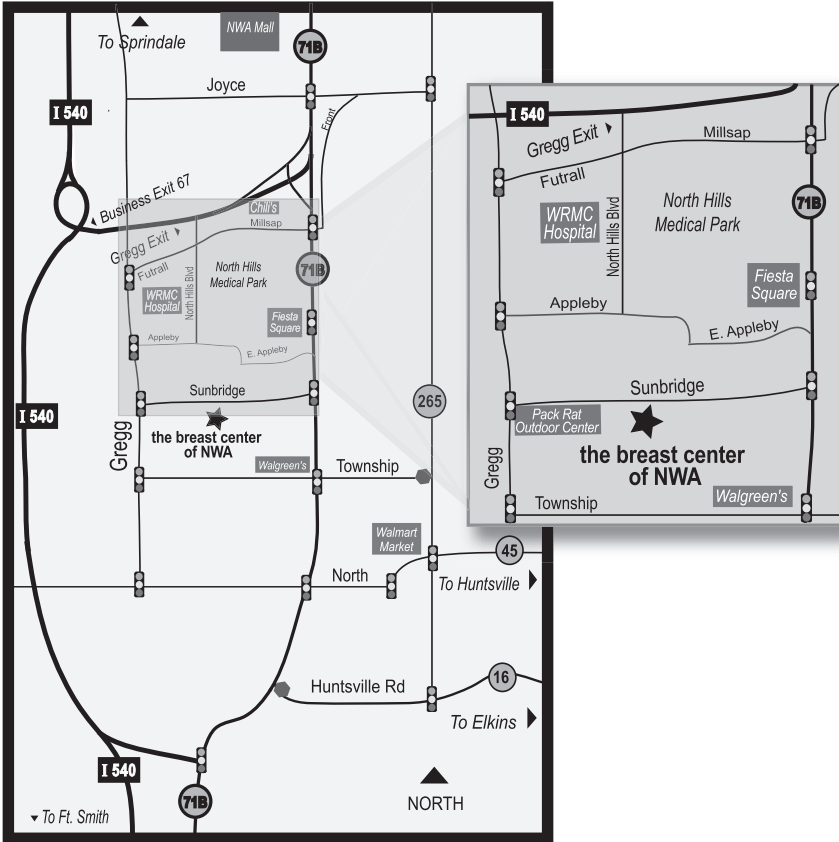 NWA Mall
To Sprindale
71B
Joyce
I 540
Front
Business Exit 67
Chill's
Gregg Exit
Millsap
Futrall
North Hills
Medical Park
71B
WRMC
Hospital
North Hills Blvd
Fiesta
Square
Appleby
E. Appleby
Sunbridge
I 540
265
the breast center
of NWA
Gregg
Walgreen's
Township
Walmart
Market
45
North
To Huntsville
Huntsville Rd
16
To Elkins
I 540
71B
NORTH
To Ft. Smith
I 540
Gregg Exit
Millsap
Futrall
71B
North Hills
Medical Park
WRMC
Hospital
North Hills Blvd
Fiesta
Square
Appleby
E. Appleby
Sunbridge
Pack Rat
Outdoor Center
the breast center
of NWA
Gregg
Walgreen's
Township